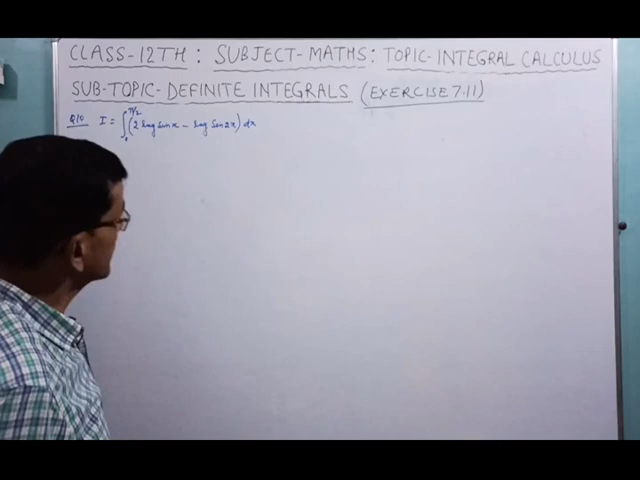 CLASS-12TH : SUBJECT-MATHS : TOPIC-INTEGRAL CALCULUS
SUB-TOPIC-DEFINITE INTEGRALS (EXERCISE 7.11)
Q10 I = ∫₀^(π/2) (2 log sin x - log sin 2x) dx